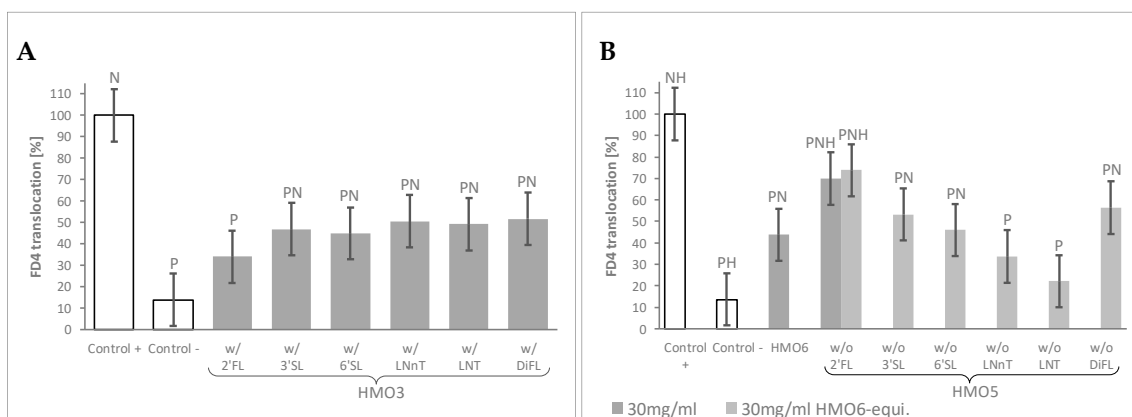 A
FD4 translocation [%]
110
100
90
80
70
60
50
40
30
20
10
0
N
P
P
PN
PN
PN
PN
PN
Control + Control - w/ 2'FL w/ 3'SL w/ 6'SL w/ LNnT w/ LNT w/ DiFL
HMO3
B
FD4 translocation [%]
110
100
90
80
70
60
50
40
30
20
10
0
NH
PH
PN
PNH
PNH
PN
PN
P
P
PN
Control + Control - HMO6 w/o 2'FL w/o 3'SL w/o 6'SL w/o LNnT w/o LNT w/o DiFL
HMO5
30mg/ml 30mg/ml HMO6-equi.